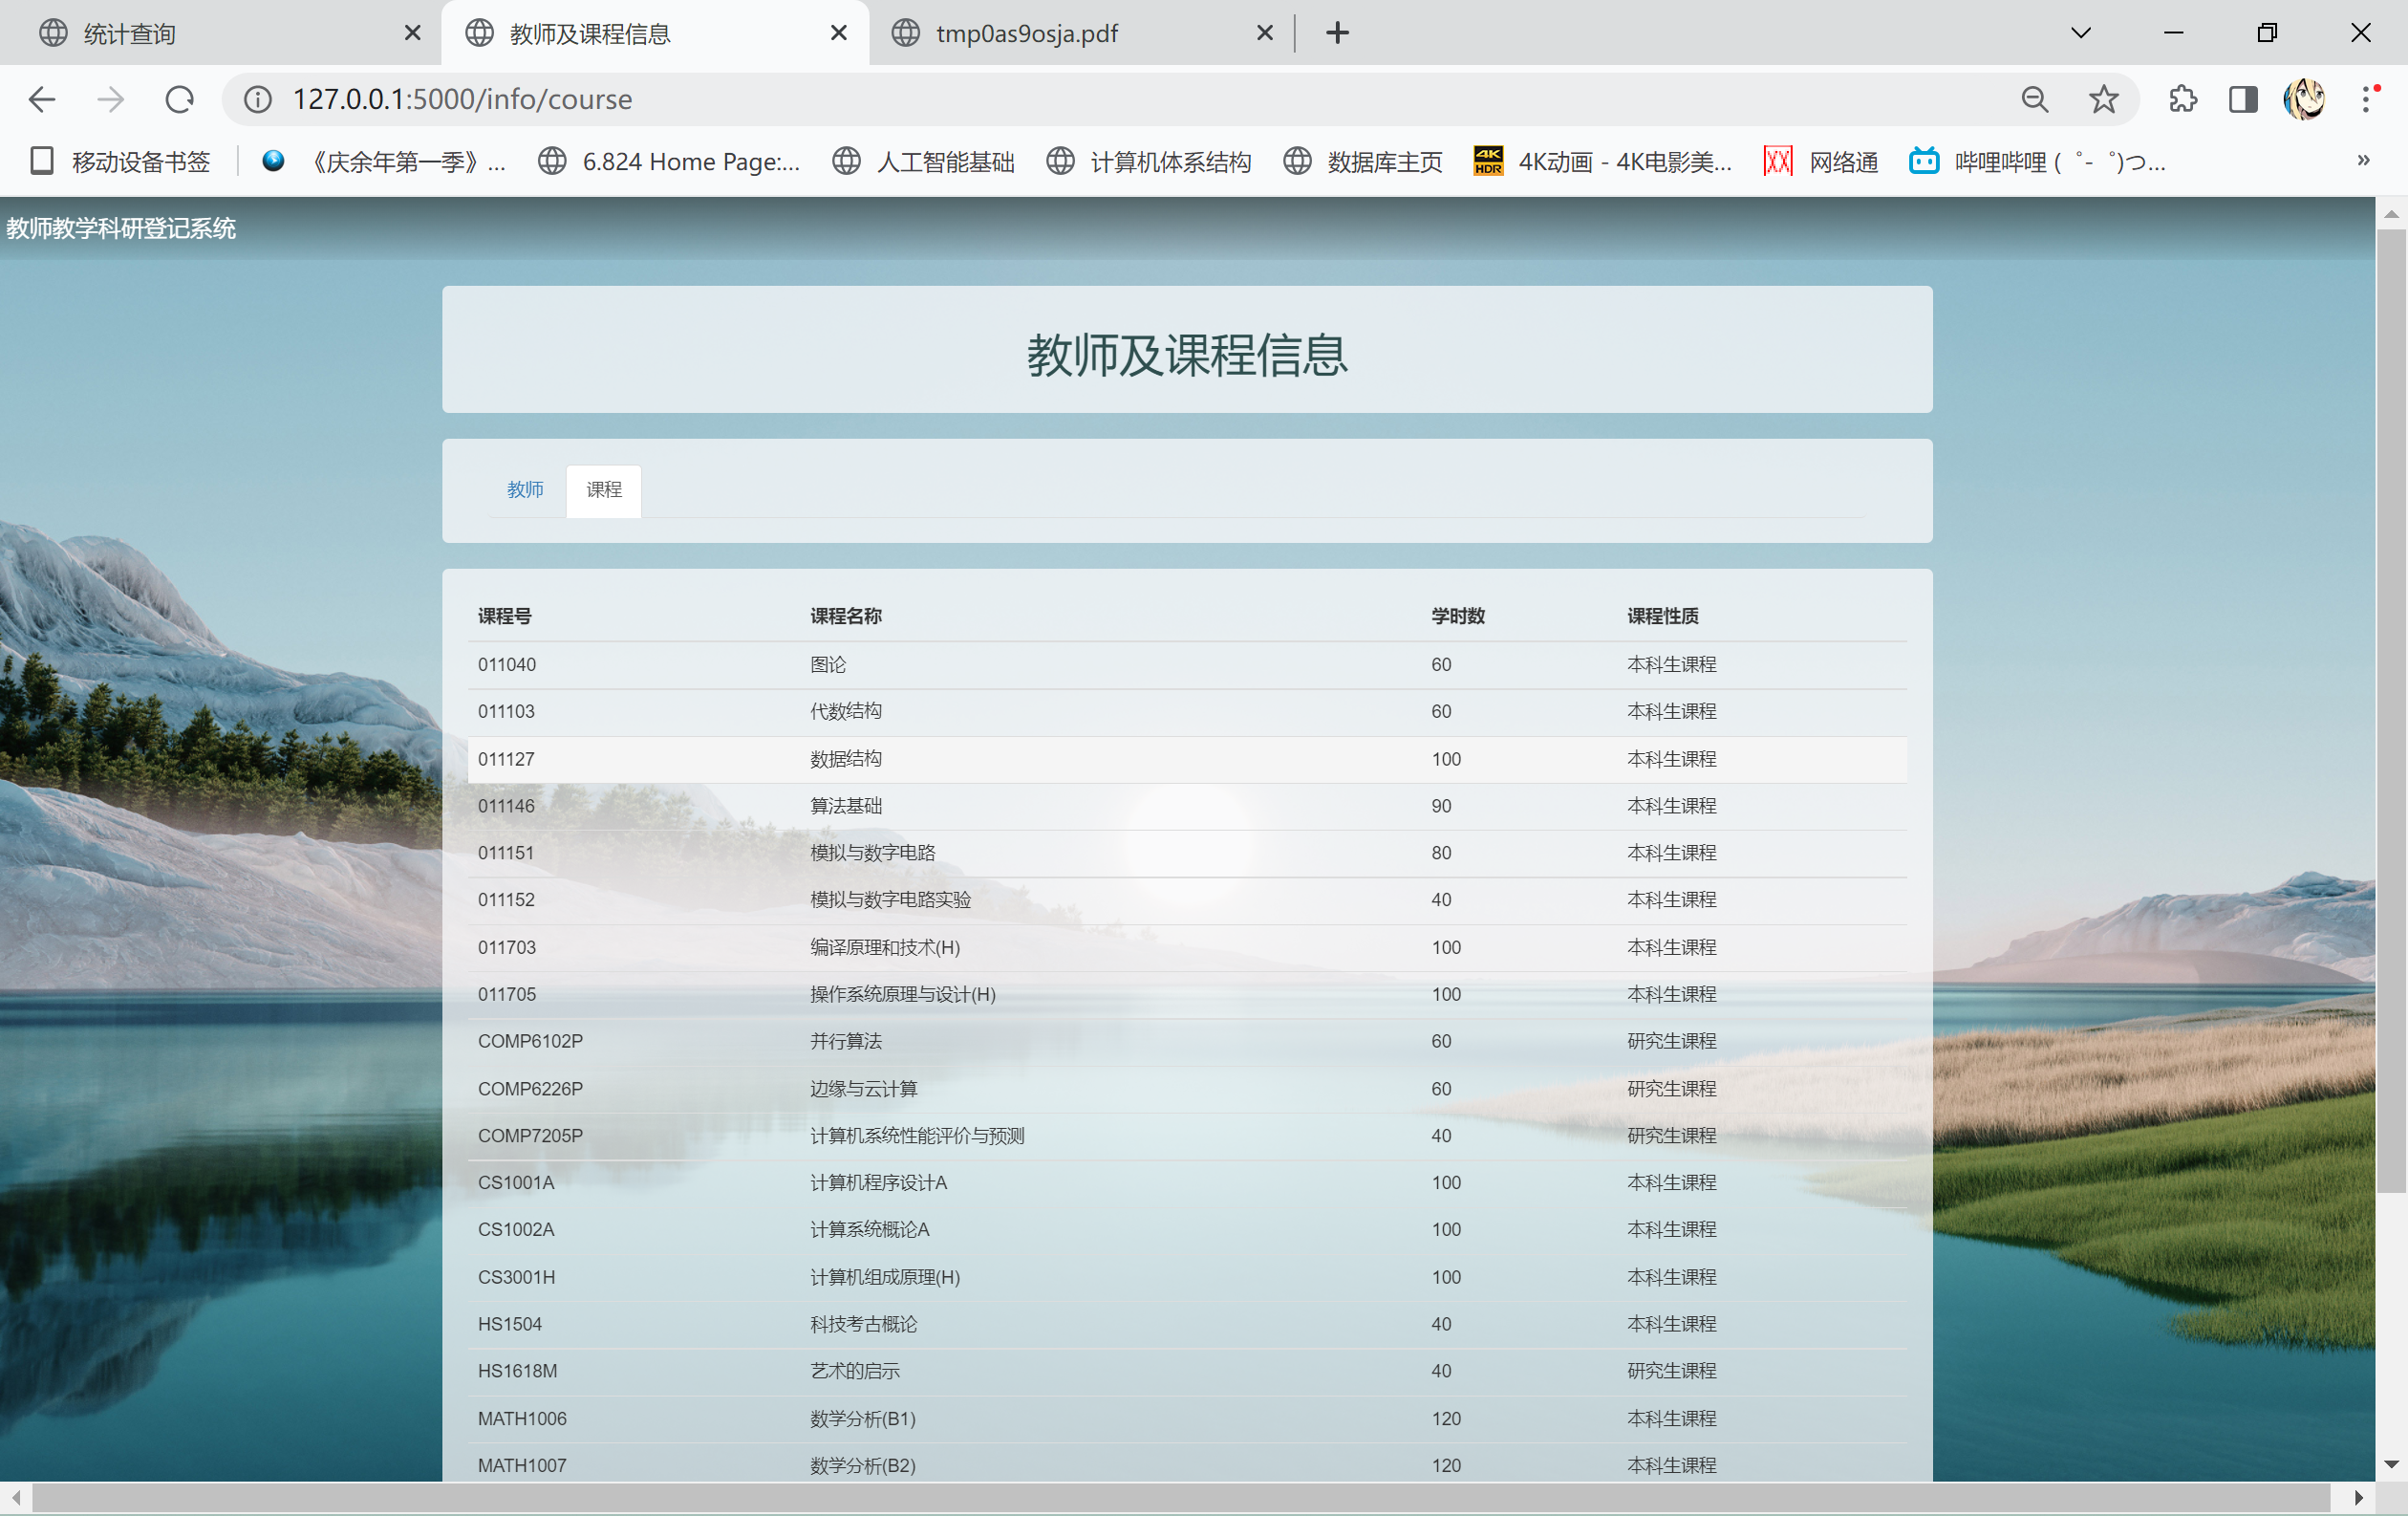 统计查询 教师及课程信息 tmp0as9osja.pdf
127.0.0.1:5000/info/course
移动设备书签 《庆余年第一季》... 6.824 Home Page:... 人工智能基础 计算机体系结构 数据库主页 4K动画 - 4K电影美... 网络通 哔哩哔哩 (゜-゜)つ... »
教师教学科研登记系统
教师及课程信息
教师 课程
课程号 课程名称 学时数 课程性质
011040 图论 60 本科生课程
011103 代数结构 60 本科生课程
011127 数据结构 100 本科生课程
011146 算法基础 90 本科生课程
011151 模拟与数字电路 80 本科生课程
011152 模拟与数字电路实验 40 本科生课程
011703 编译原理和技术(H) 100 本科生课程
011705 操作系统原理与设计(H) 100 本科生课程
COMP6102P 并行算法 60 研究生课程
COMP6226P 边缘与云计算 60 研究生课程
COMP7205P 计算机系统性能评价与预测 40 研究生课程
CS1001A 计算机程序设计A 100 本科生课程
CS1002A 计算系统概论A 100 本科生课程
CS3001H 计算机组成原理(H) 100 本科生课程
HS1504 科技考古概论 40 本科生课程
HS1618M 艺术的启示 40 研究生课程
MATH1006 数学分析(B1) 120 本科生课程
MATH1007 数学分析(B2) 120 本科生课程